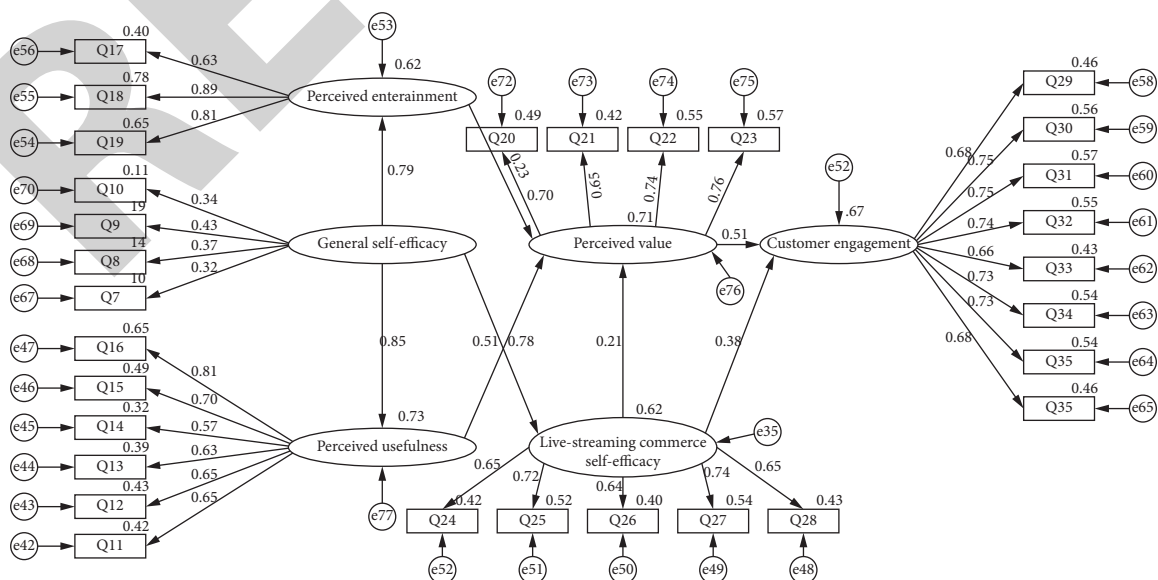 e53
0.40
e56
Q17
0.63
0.62
0.78
e55
Q18
0.89
Perceived enterainment
0.65
e54
Q19
0.81
e72
e73
e74
e75
0.49
0.42
0.55
0.57
Q20
Q21
Q22
Q23
0.23
0.70
0.65
0.74
0.76
0.46
Q29
e58
0.56
Q30
e59
0.57
Q31
e60
0.55
Q32
e61
0.43
Q33
e62
0.54
Q34
e63
0.54
Q35
e64
0.46
Q35
e65
0.68
0.75
0.75
0.74
0.66
0.73
0.73
0.68
0.79
0.11
e70
Q10
0.34
19
e69
Q9
0.43
14
e68
Q8
0.37
10
e67
Q7
0.32
General self-efficacy
0.71
Perceived value
e76
0.51
e52
.67
Customer engagement
0.85
0.51
0.78
0.21
0.38
0.65
e47
Q16
0.81
0.49
e46
Q15
0.70
0.32
e45
Q14
0.57
0.39
e44
Q13
0.63
0.43
e43
Q12
0.65
0.42
e42
Q11
0.65
0.73
Perceived usefulness
e77
0.62
Live-streaming commerce
self-efficacy
e35
0.65
0.72
0.64
0.74
0.65
0.42
0.52
0.40
0.54
0.43
Q24
Q25
Q26
Q27
Q28
e52
e51
e50
e49
e48